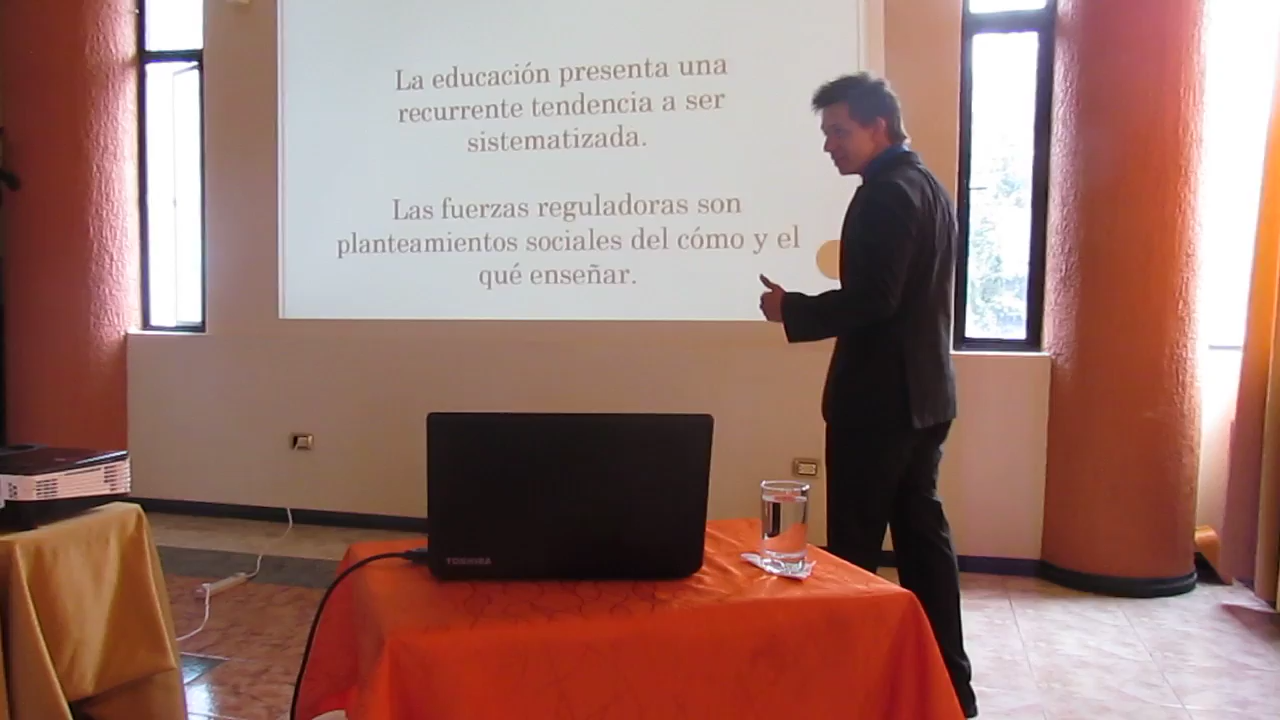 La educación presenta una
recurrente tendencia a ser
sistematizada.
Las fuerzas reguladoras son
planteamientos sociales del cómo y el
qué enseñar.
TOSHIBA